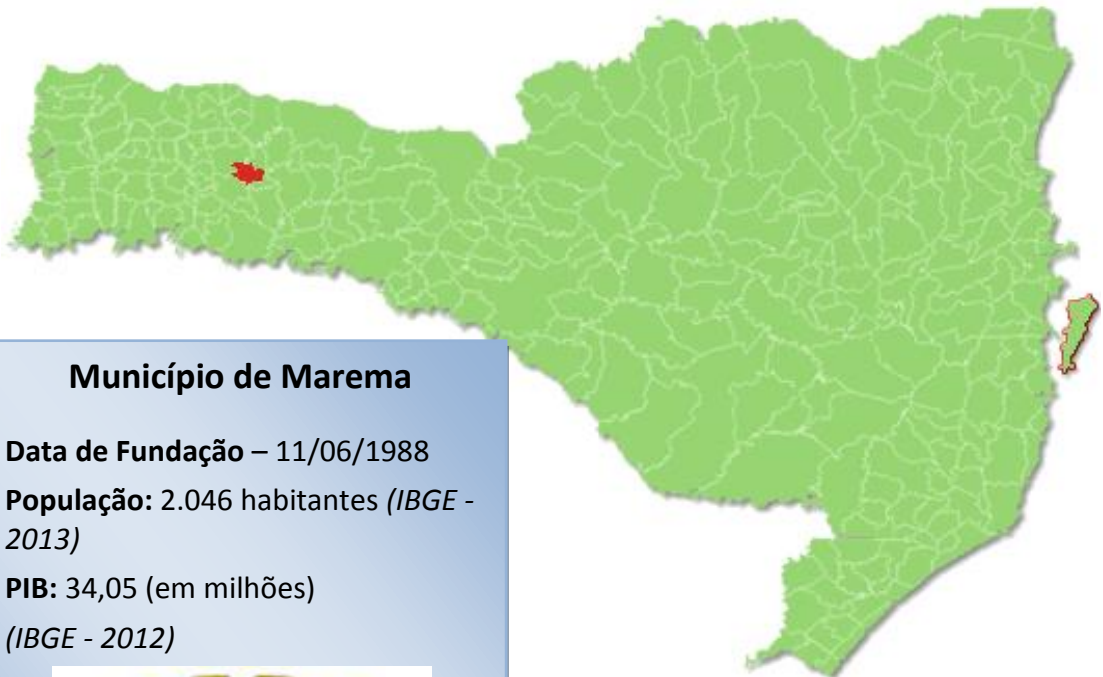 Município de Marema
Data de Fundação – 11/06/1988
População: 2.046 habitantes (IBGE -
2013)
PIB: 34,05 (em milhões)
(IBGE - 2012)